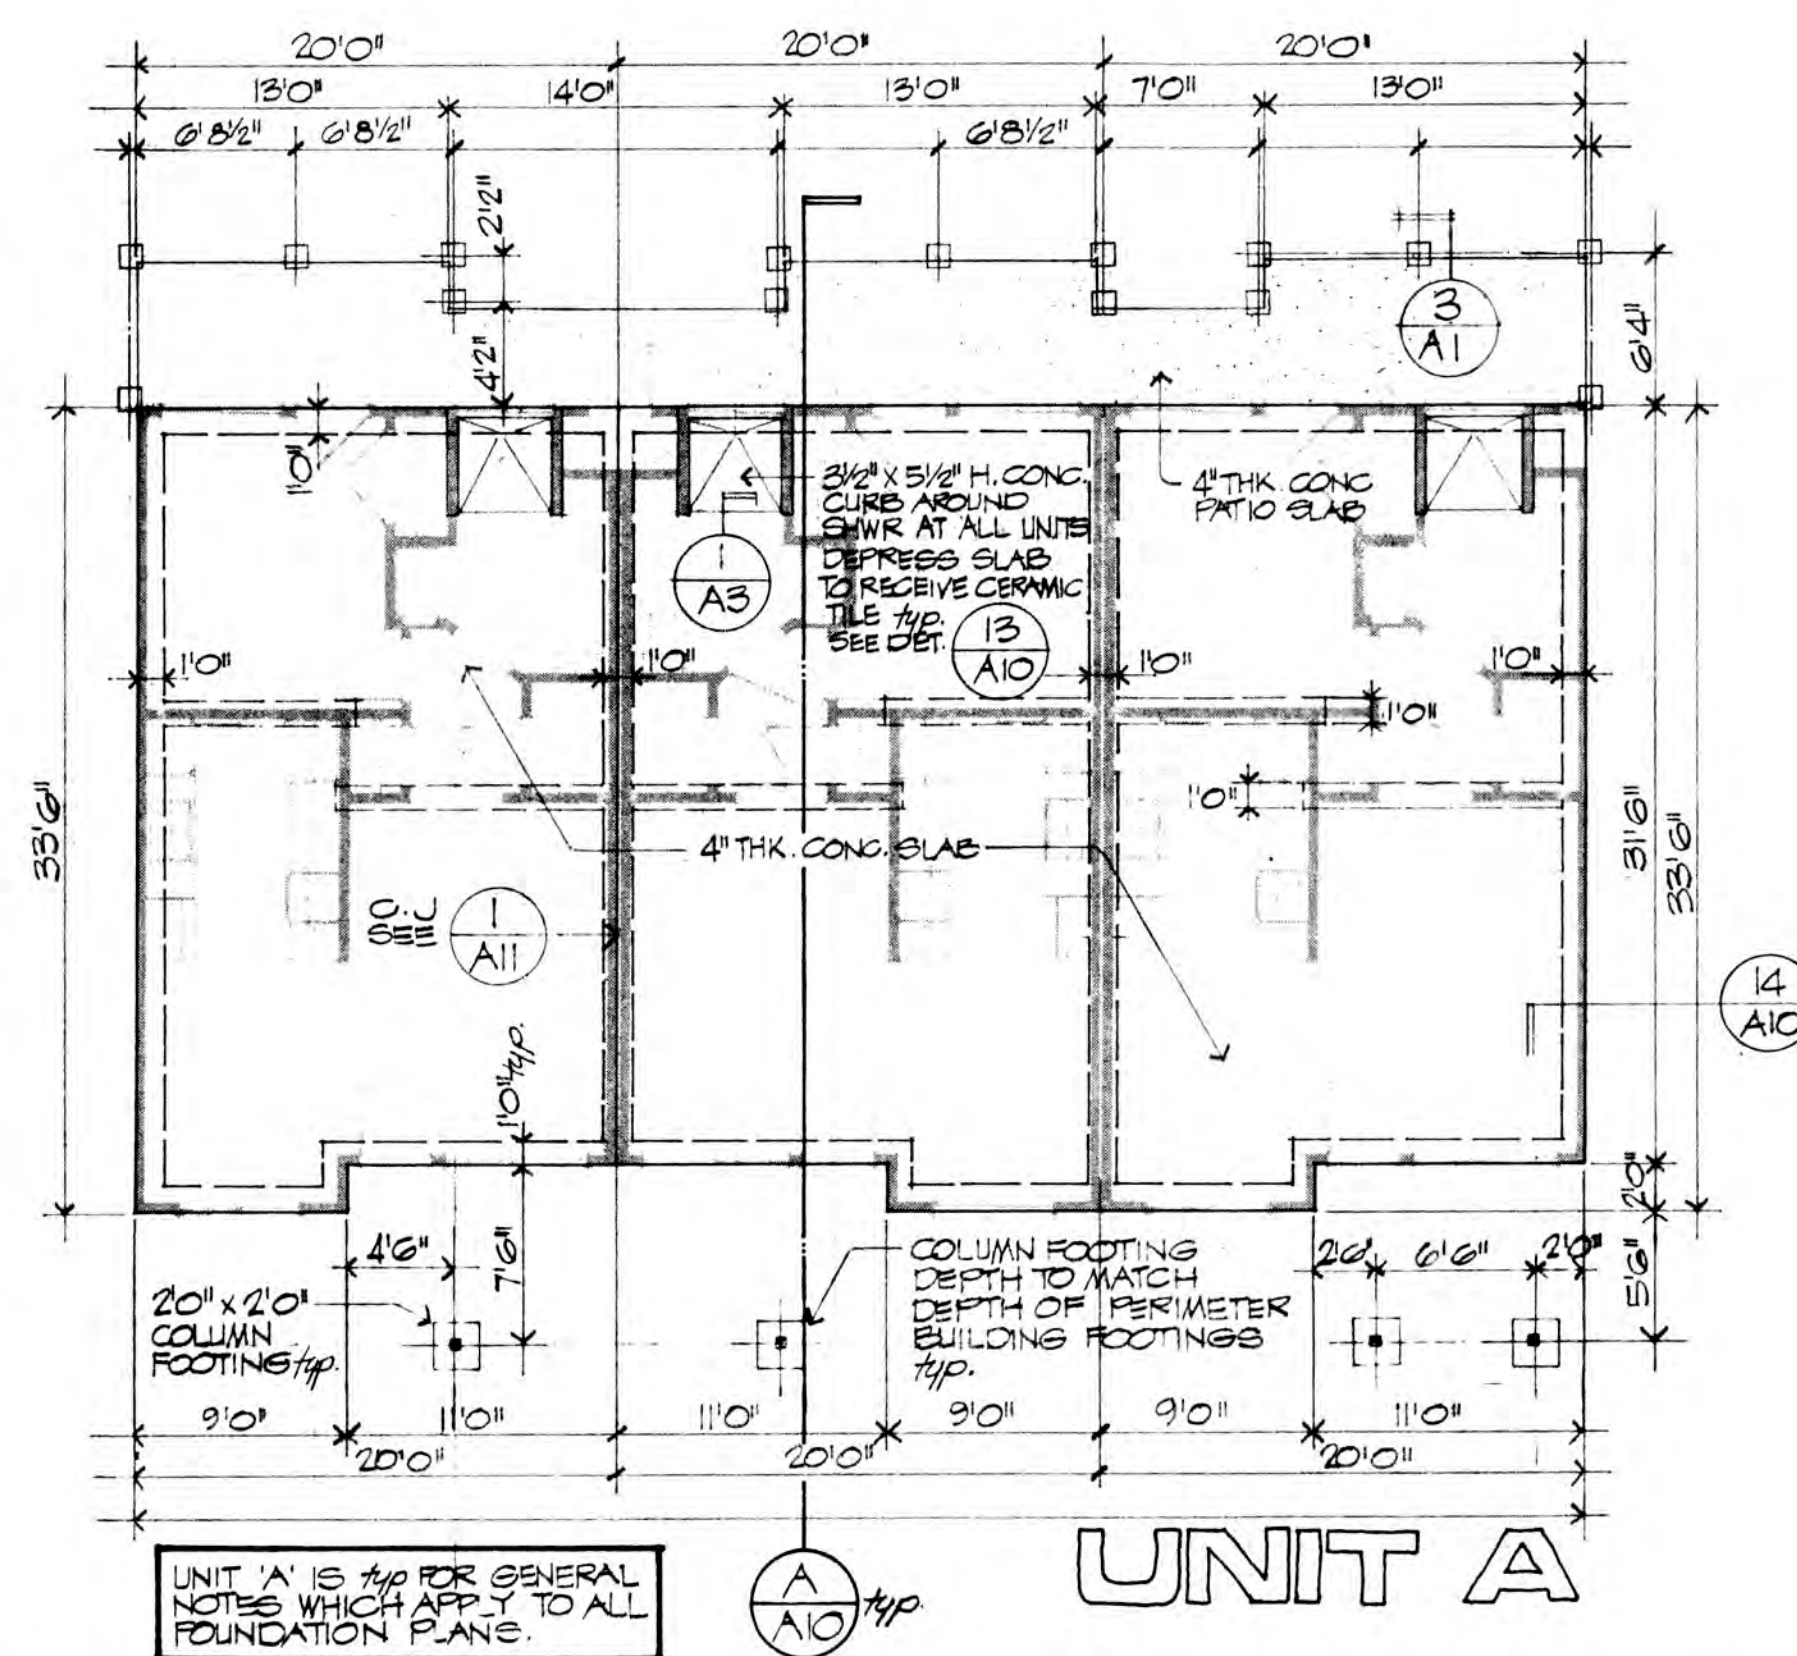 20'0" 20'0" 20'0"
13'0" 14'0" 13'0" 7'0" 13'0"
6'8½" 6'8½" 6'8½"
2'2"
4'2"
3
A1
6'4"
1'0"
3½" X 5½" H. CONC.
CURB AROUND
SHWR AT ALL UNITS
DEPRESS SLAB
TO RECEIVE CERAMIC
TILE typ.
SEE DET.
13
A10
4" THK. CONC
PATIO SLAB
1
A3
1'0" 1'0" 1'0" 1'0"
1'0"
1'0"
33'6"
4" THK. CONC. SLAB
31'6"
33'6"
SEC.
1
A11
14
A10
1'0" typ.
2'0"
4'6"
7'6"
COLUMN FOOTING
DEPTH TO MATCH
DEPTH OF PERIMETER
BUILDING FOOTINGS
typ.
2'6" 6'6" 2'0"
5'6"
2'0" x 2'0"
COLUMN
FOOTING typ.
9'0" 11'0" 11'0" 9'0" 9'0" 11'0"
20'0" 20'0" 20'0"
UNIT 'A' IS typ FOR GENERAL
NOTES WHICH APPLY TO ALL
FOUNDATION PLANS.
A
A10
typ.
UNIT A